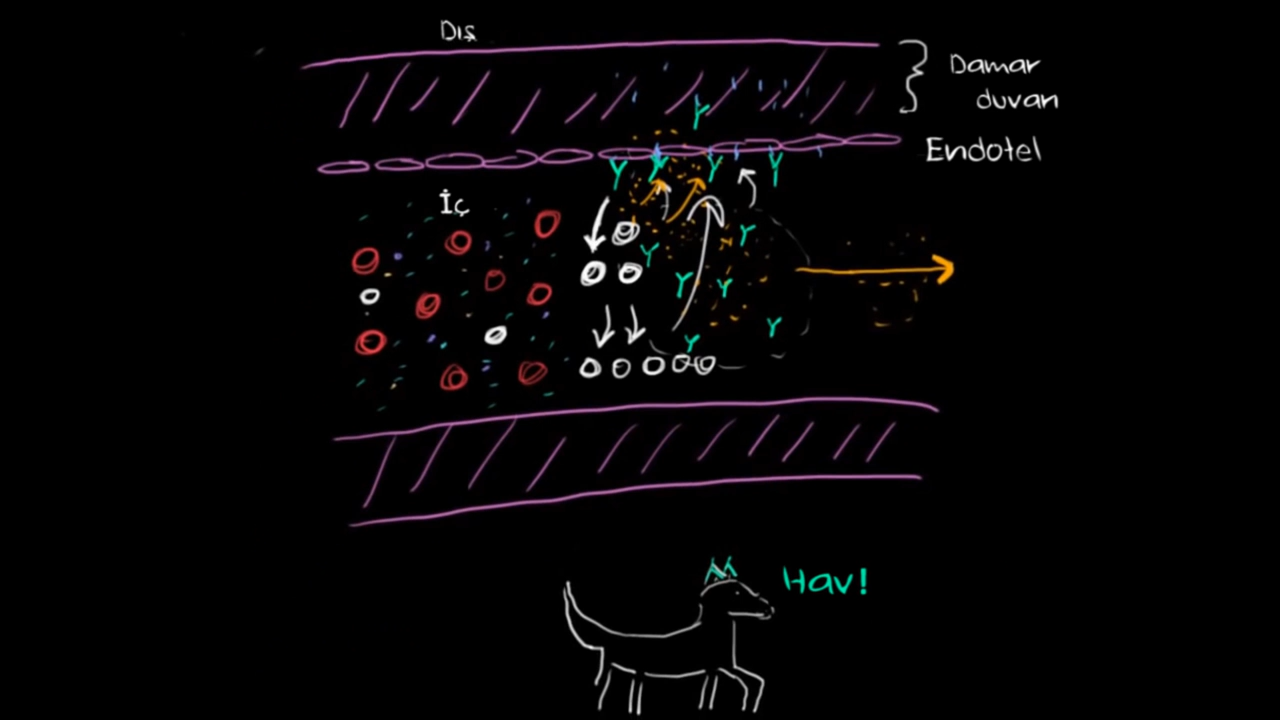 Dış
Damar
duvarı
Endotel
İç
Hav!